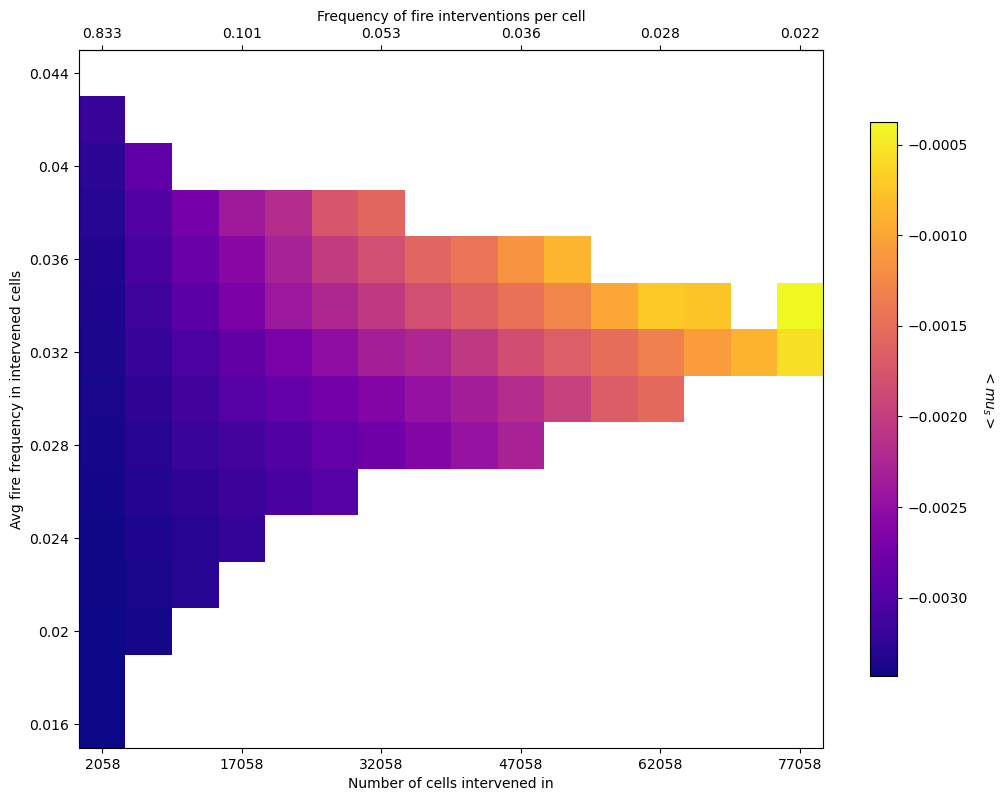 Frequency of fire interventions per cell
0.833 0.101 0.053 0.036 0.028 0.022
0.044
0.04
0.036
0.032
0.028
0.024
0.02
0.016
Avg fire frequency in intervened cells
2058 17058 32058 47058 62058 77058
Number of cells intervened in
−0.0005
−0.0010
−0.0015
−0.0020
−0.0025
−0.0030
< mu_s >